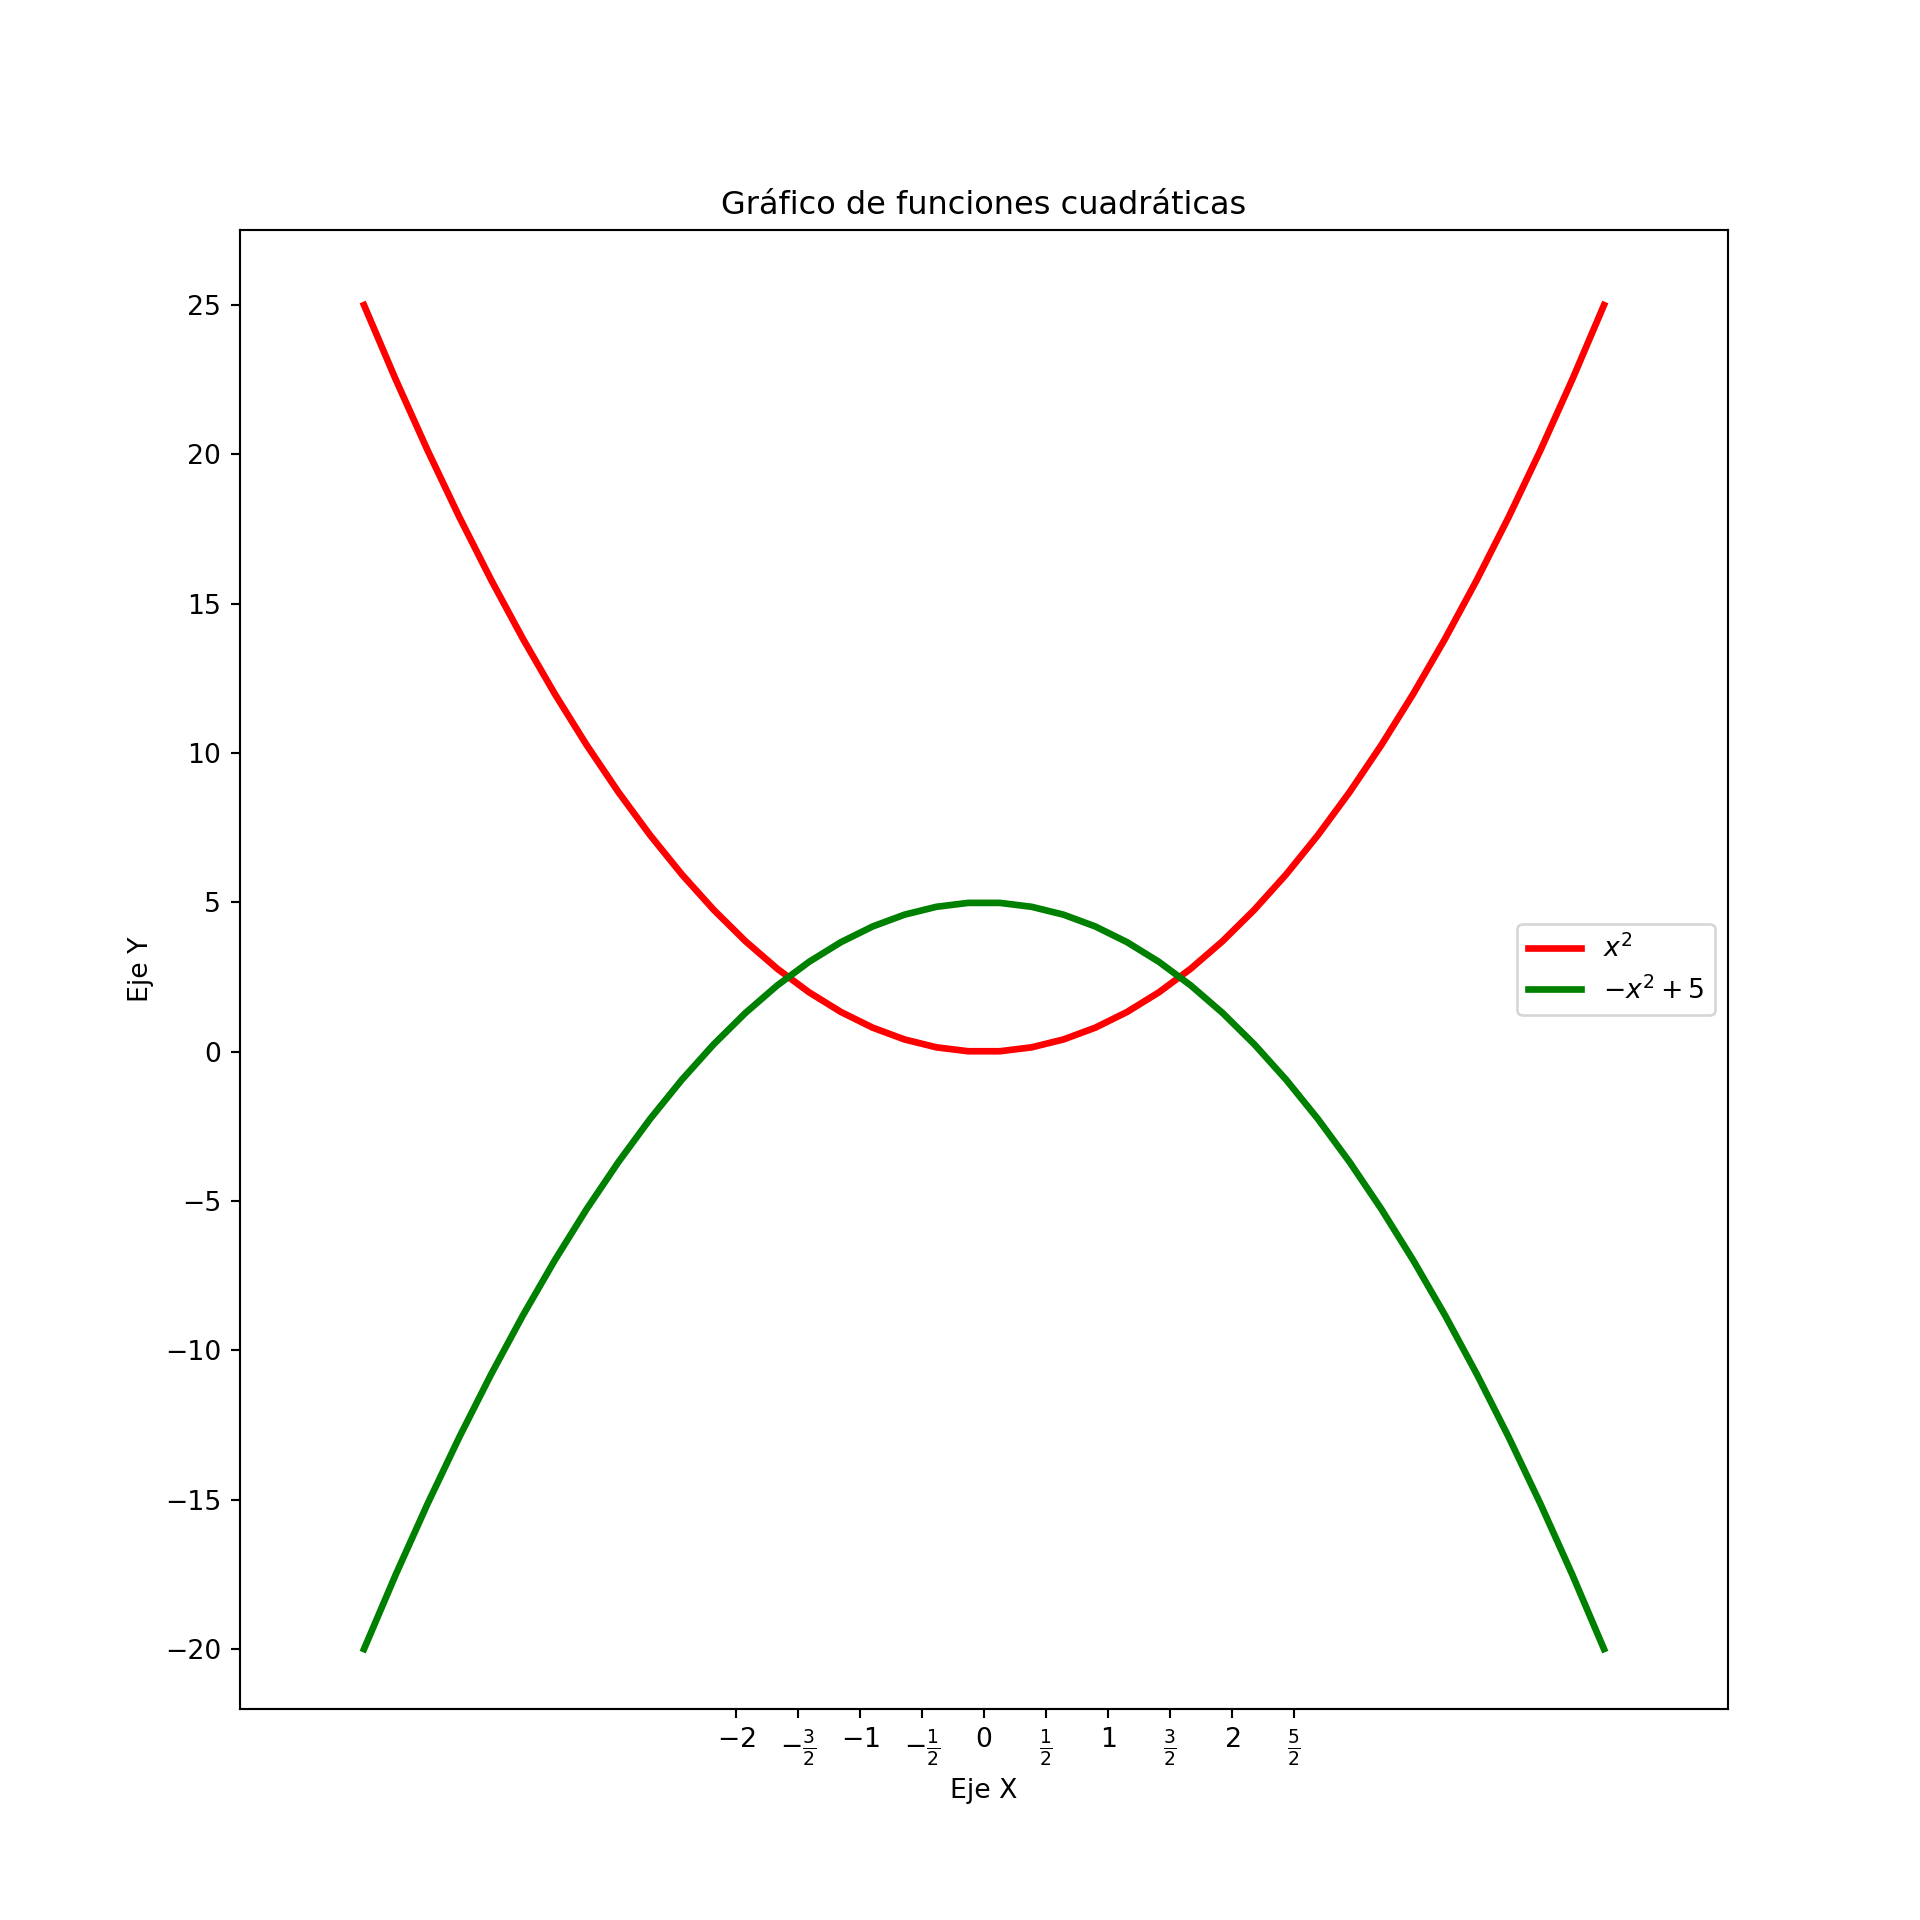 Gráfico de funciones cuadráticas
25
20
15
10
5
0
−5
−10
−15
−20
Eje Y
x²
−x² + 5
−2 −3/2 −1 −1/2 0 1/2 1 3/2 2 5/2
Eje X